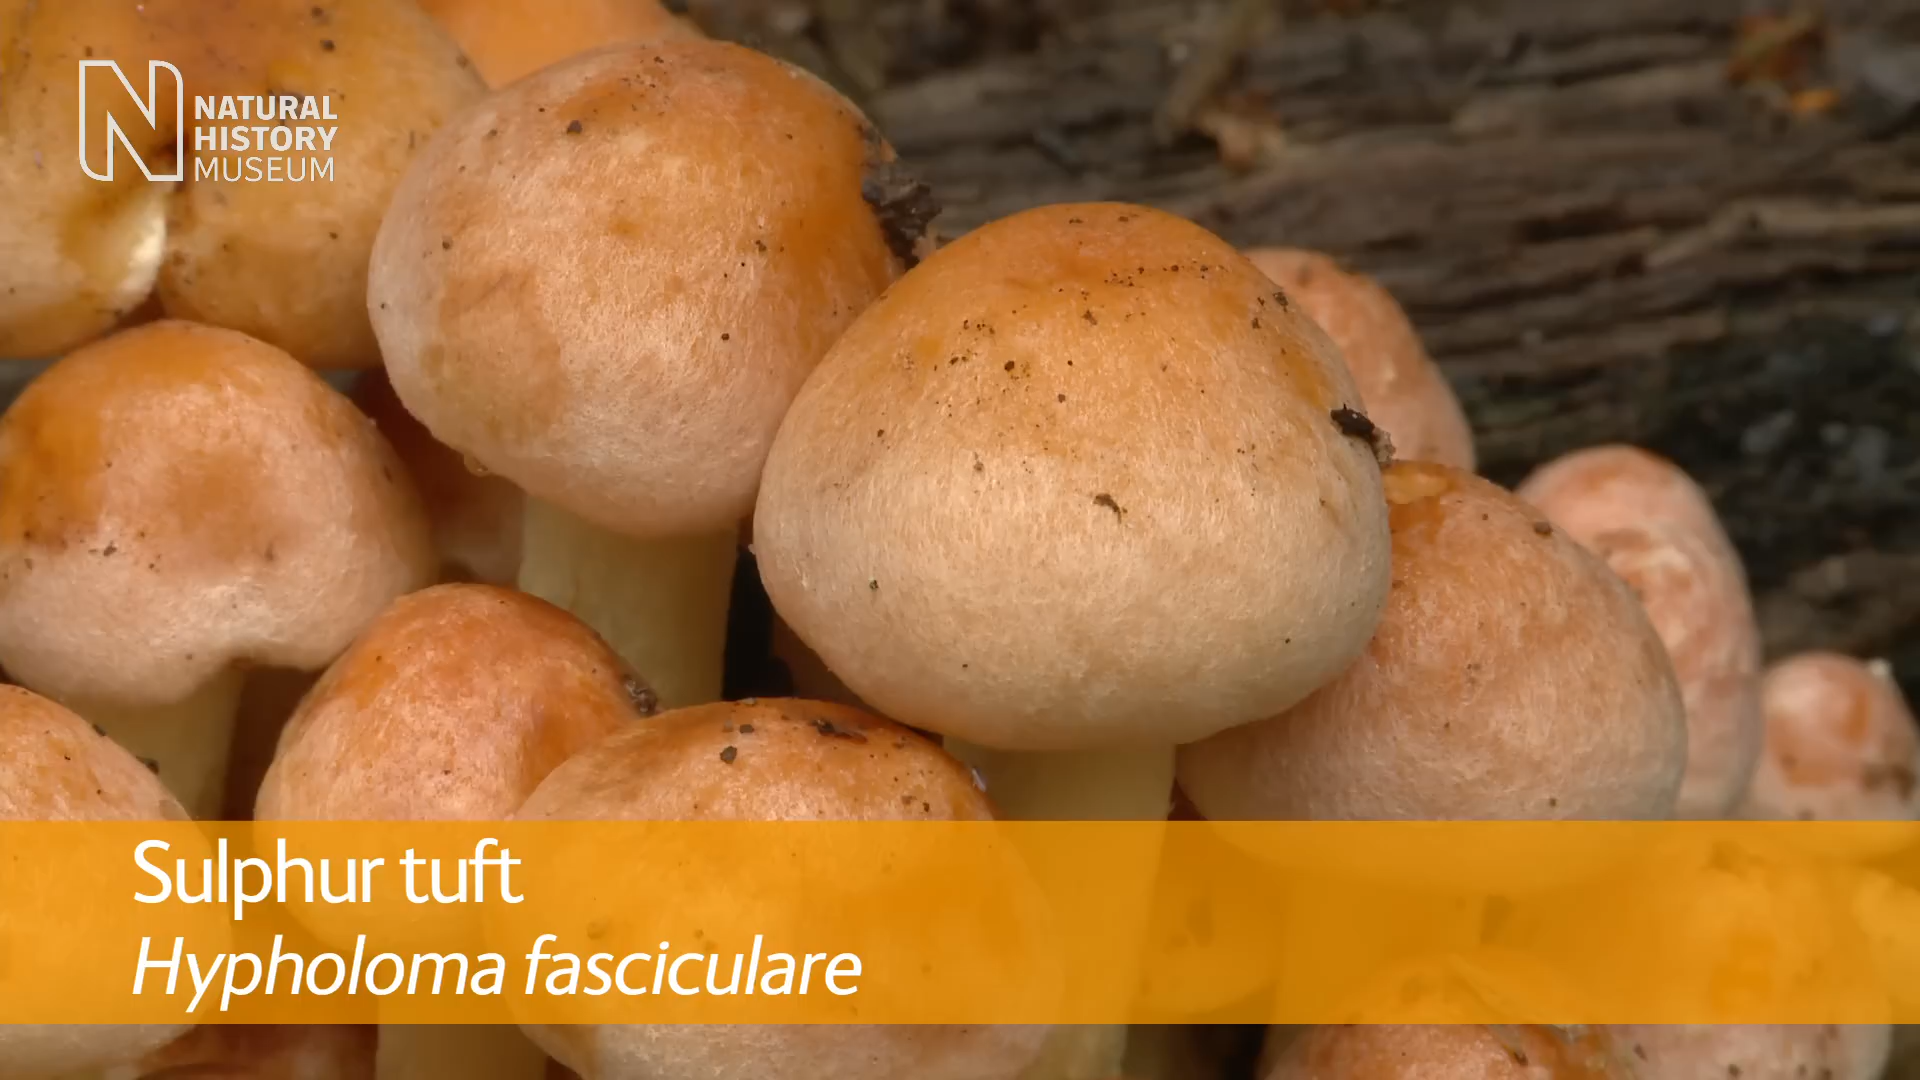 NATURAL
HISTORY
MUSEUM
Sulphur tuft
Hypholoma fasciculare